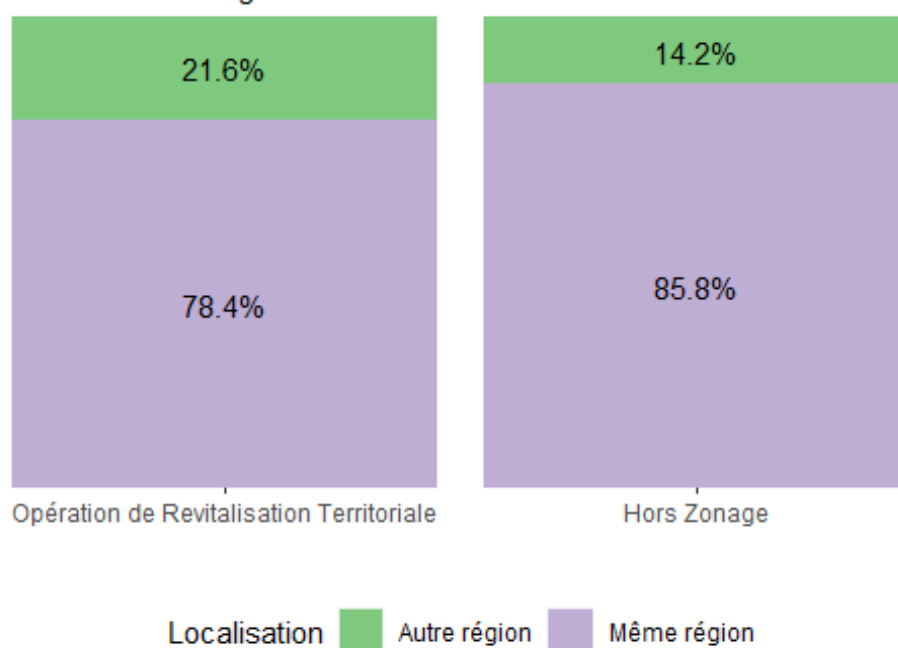 21.6%
14.2%
78.4%
85.8%
Opération de Revitalisation Territoriale
Hors Zonage
Localisation Autre région Même région